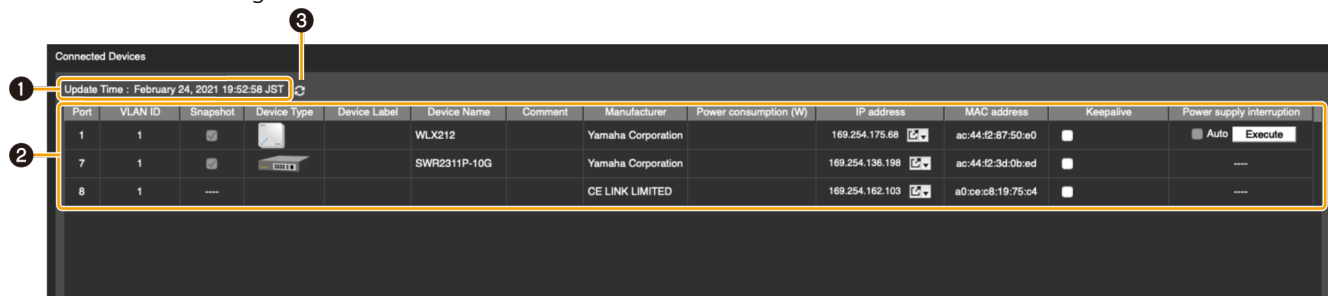 ❸
Connected Devices
❶ Update Time : February 24, 2021 19:52:58 JST
Port VLAN ID Snapshot Device Type Device Label Device Name Comment Manufacturer Power consumption (W) IP address MAC address Keepalive Power supply interruption
❷
1 1 WLX212 Yamaha Corporation 169.254.175.68 ac:44:f2:87:50:e0 Auto Execute
7 1 SWR2311P-10G Yamaha Corporation 169.254.136.198 ac:44:f2:3d:0b:ed ----
8 1 ---- CE LINK LIMITED 169.254.162.103 a0:ce:c8:19:75:c4 ----